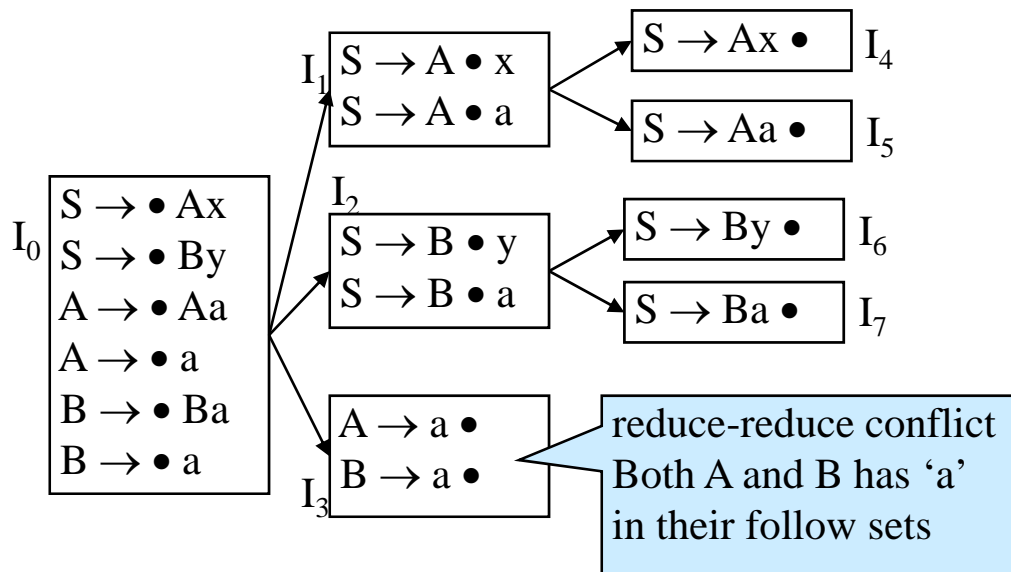 I0
S → • Ax
S → • By
A → • Aa
A → • a
B → • Ba
B → • a
I1
S → A • x
S → A • a
I2
S → B • y
S → B • a
I3
A → a •
B → a •
S → Ax •
I4
S → Aa •
I5
S → By •
I6
S → Ba •
I7
reduce-reduce conflict
Both A and B has ‘a’
in their follow sets